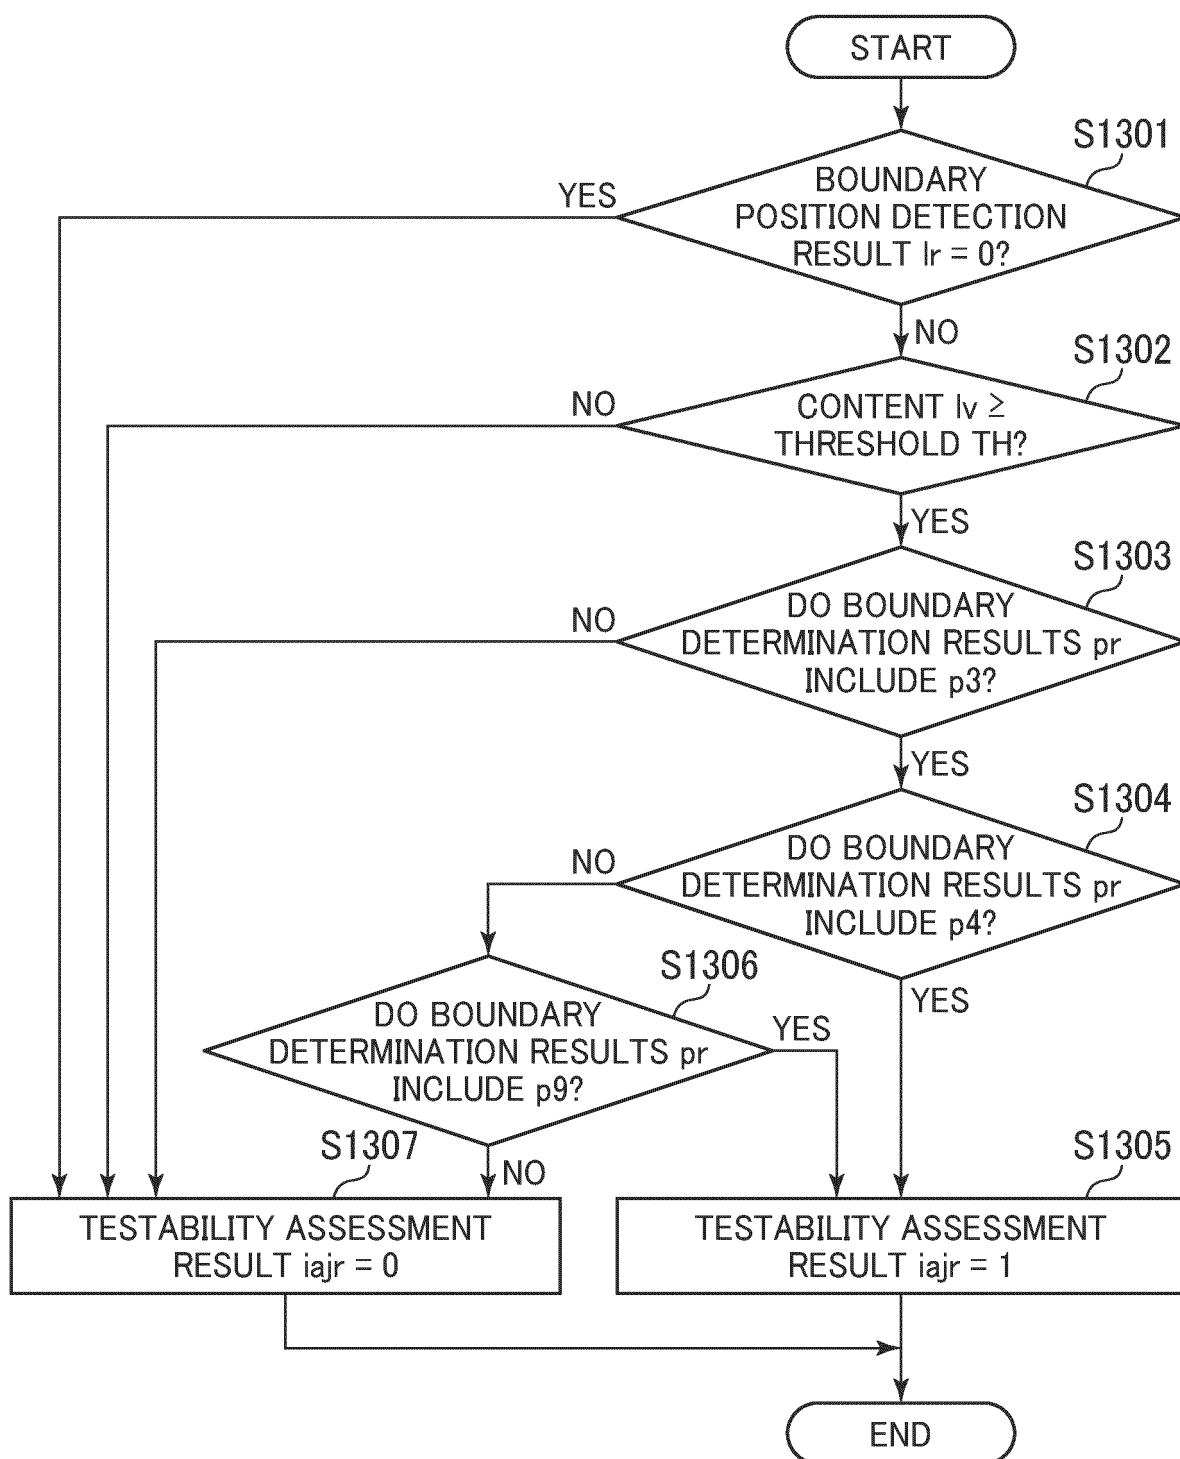 START
S1301
YES
BOUNDARY
POSITION DETECTION
RESULT lr = 0?
NO
S1302
NO
CONTENT lv ≥
THRESHOLD TH?
YES
S1303
NO
DO BOUNDARY
DETERMINATION RESULTS pr
INCLUDE p3?
YES
S1304
NO
DO BOUNDARY
DETERMINATION RESULTS pr
INCLUDE p4?
YES
S1306
YES
DO BOUNDARY
DETERMINATION RESULTS pr
INCLUDE p9?
NO
S1307
TESTABILITY ASSESSMENT
RESULT iajr = 0
S1305
TESTABILITY ASSESSMENT
RESULT iajr = 1
END